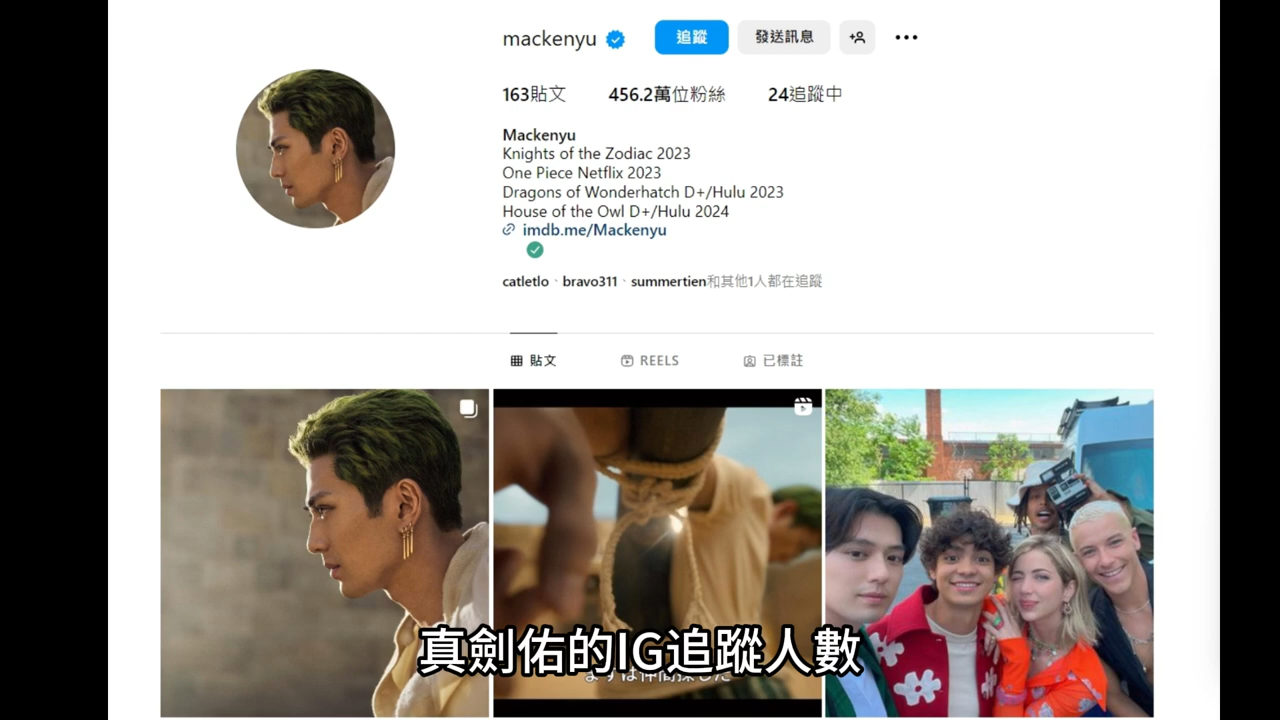 mackenyu 追蹤 發送訊息
163貼文 456.2萬位粉絲 24追蹤中
Mackenyu
Knights of the Zodiac 2023
One Piece Netflix 2023
Dragons of Wonderhatch D+/Hulu 2023
House of the Owl D+/Hulu 2024
imdb.me/Mackenyu
catletlo、bravo311、summertien和其他1人都在追蹤
貼文 REELS 已標註
真劍佑的IG追蹤人數